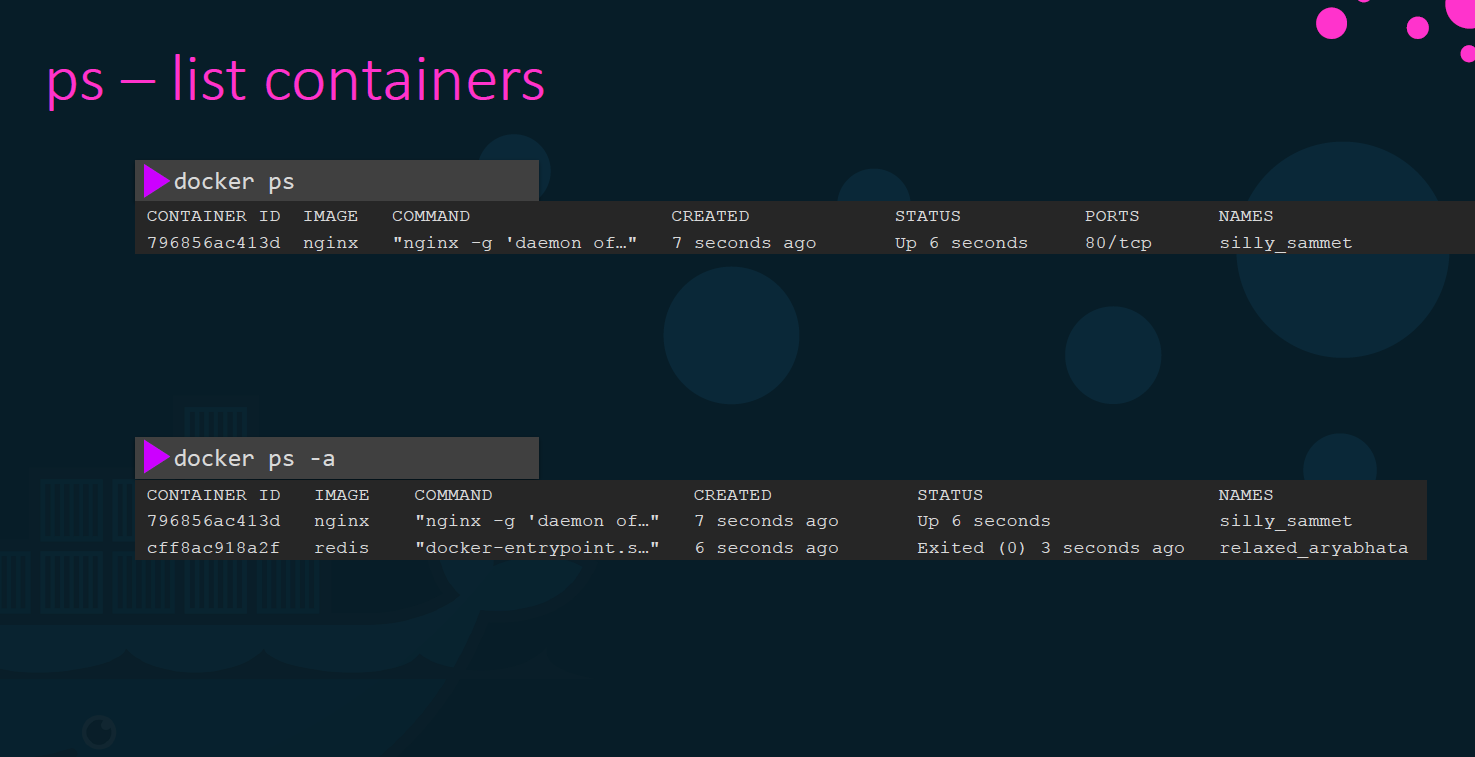 ps – list containers
docker ps
CONTAINER ID IMAGE COMMAND CREATED STATUS PORTS NAMES
796856ac413d nginx "nginx -g 'daemon of…" 7 seconds ago Up 6 seconds 80/tcp silly_sammet
docker ps -a
CONTAINER ID IMAGE COMMAND CREATED STATUS NAMES
796856ac413d nginx "nginx -g 'daemon of…" 7 seconds ago Up 6 seconds silly_sammet
cff8ac918a2f redis "docker-entrypoint.s…" 6 seconds ago Exited (0) 3 seconds ago relaxed_aryabhata